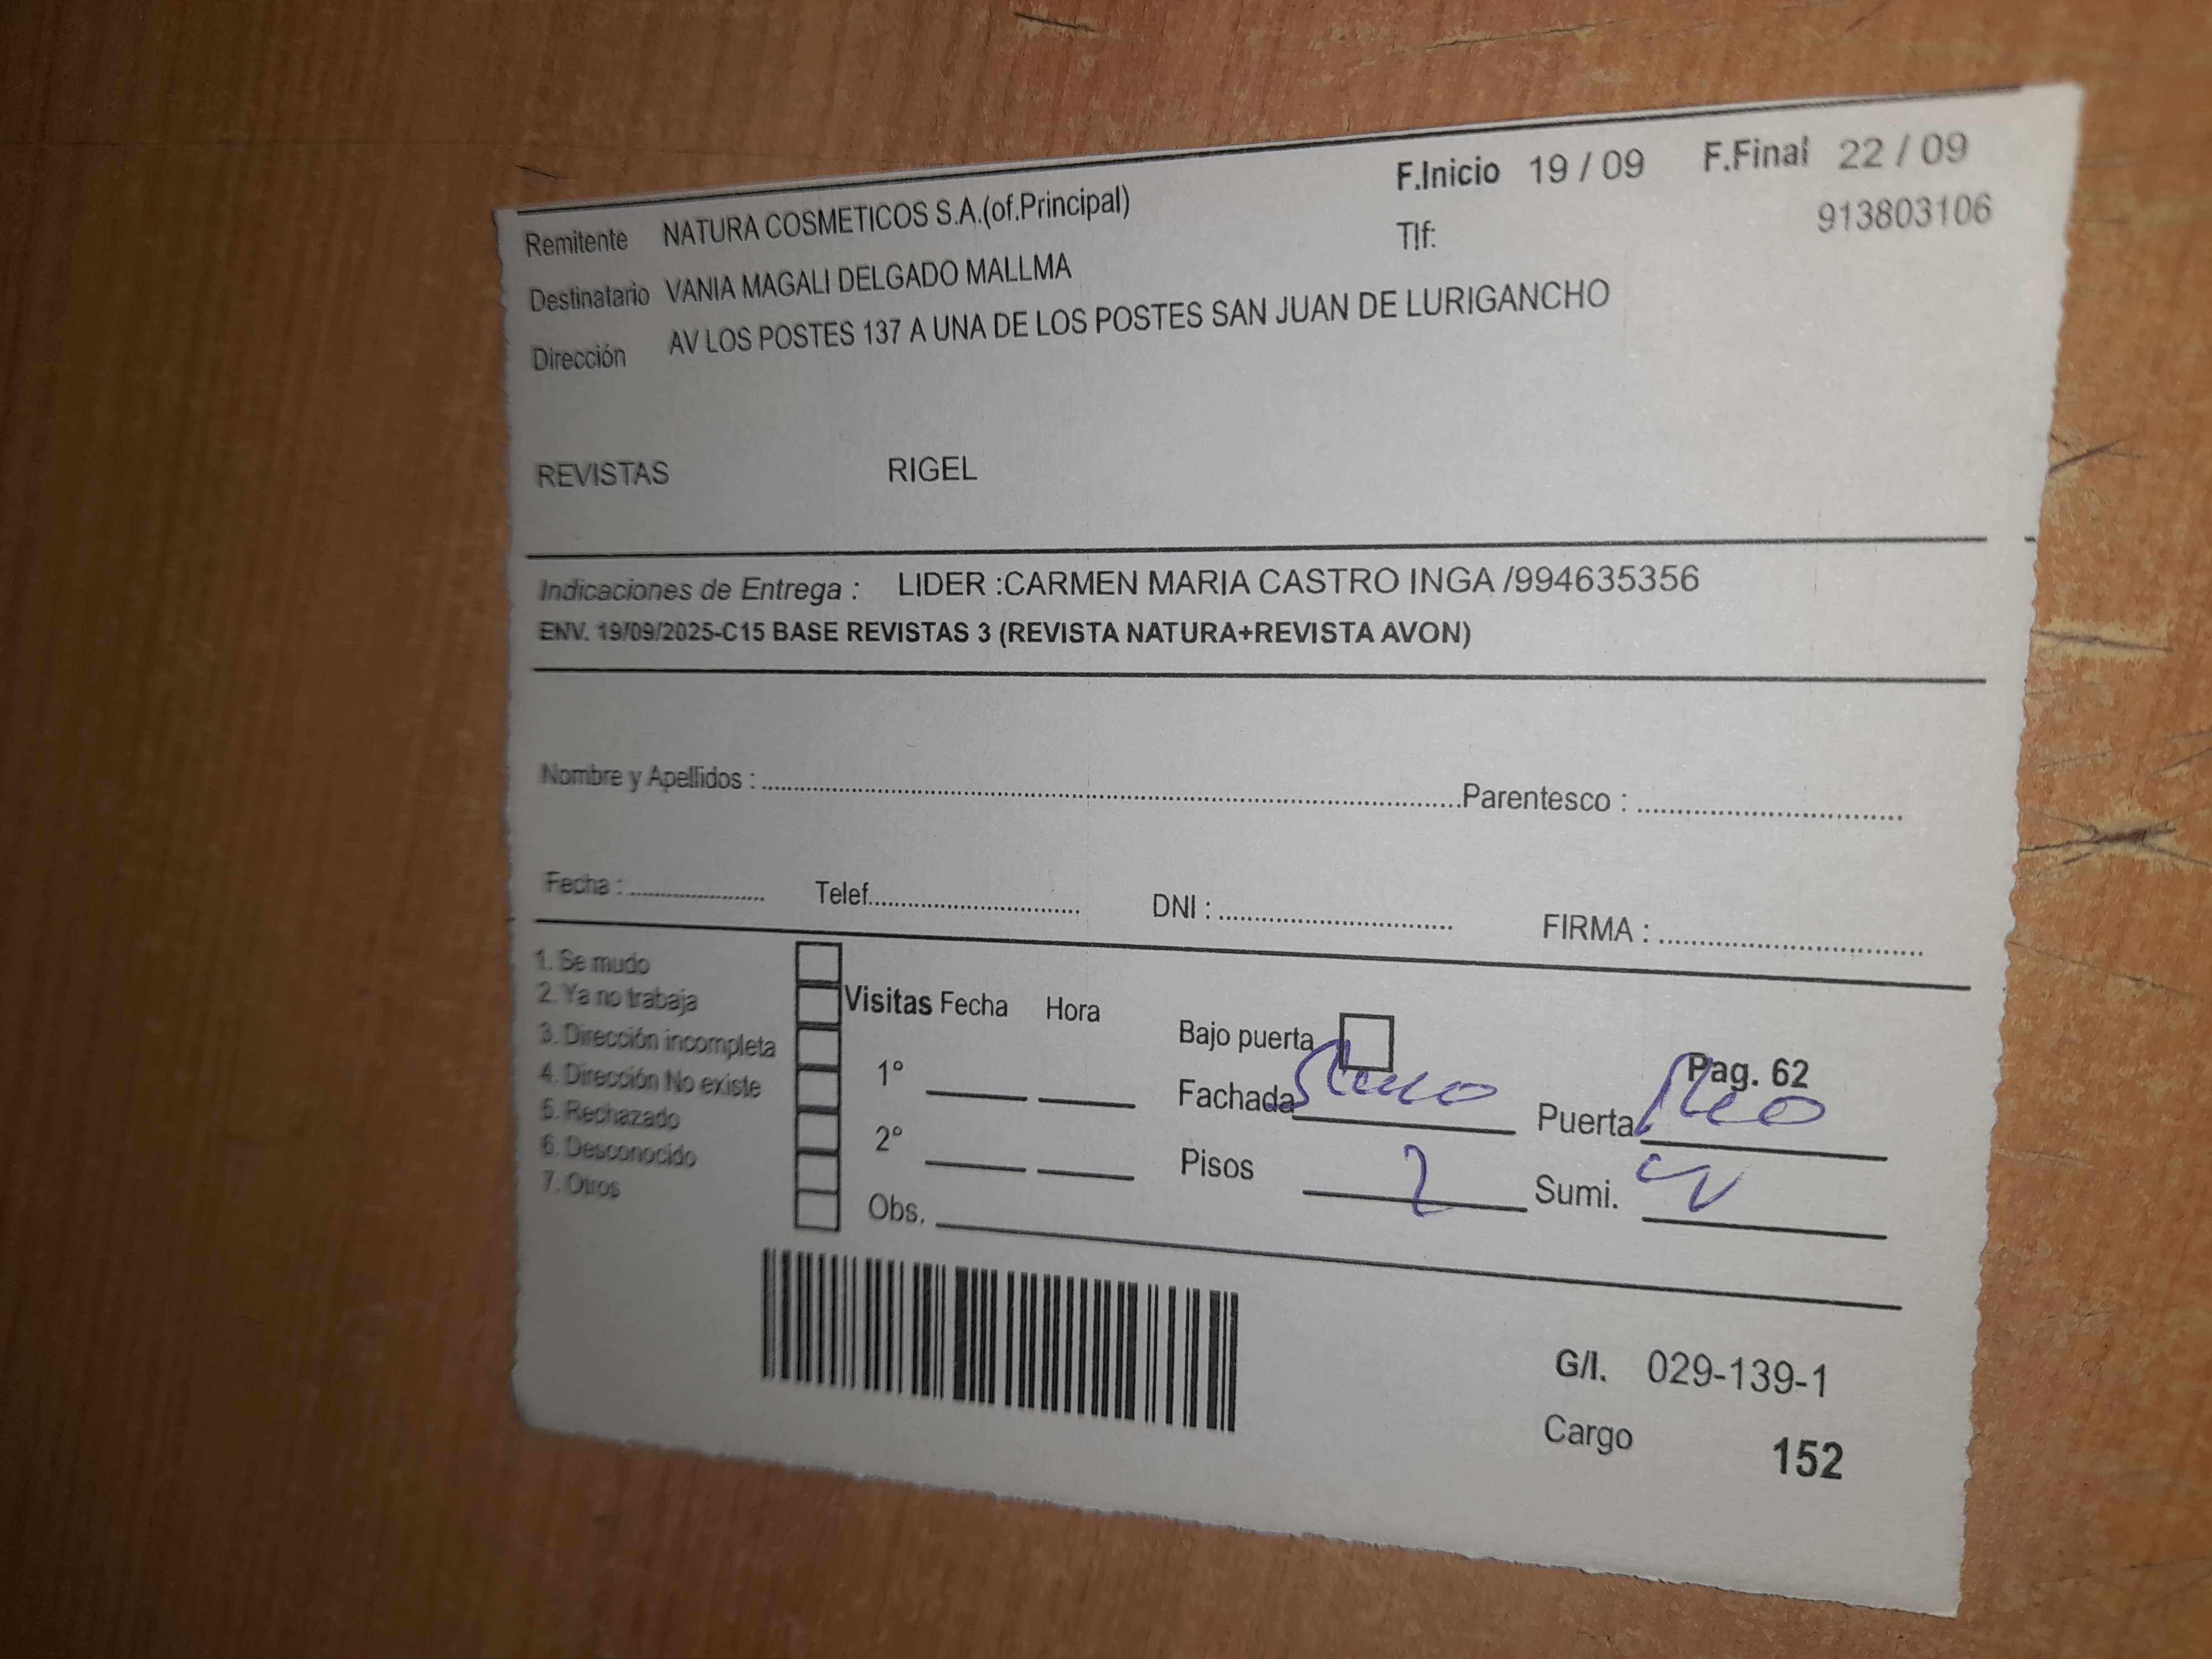 F.Inicio 19 / 09 F.Final 22 / 09
Remitente NATURA COSMETICOS S.A.(of.Principal)
Tlf: 913803106
Destinatario VANIA MAGALI DELGADO MALLMA
Dirección AV LOS POSTES 137 A UNA DE LOS POSTES SAN JUAN DE LURIGANCHO
REVISTAS RIGEL
Indicaciones de Entrega : LIDER :CARMEN MARIA CASTRO INGA /994635356
ENV. 19/09/2025-C15 BASE REVISTAS 3 (REVISTA NATURA+REVISTA AVON)
Nombre y Apellidos : Parentesco :
Fecha : Telef. DNI : FIRMA :
1. Se mudo
2. Ya no trabaja
3. Dirección incompleta
4. Dirección No existe
5. Rechazado
6. Desconocido
7. Otros
Visitas Fecha Hora
1°
2°
Obs.
Bajo puerta
Pag. 62
Fachada
Puerta
Pisos 2
Sumi.
G/I. 029-139-1
Cargo 152